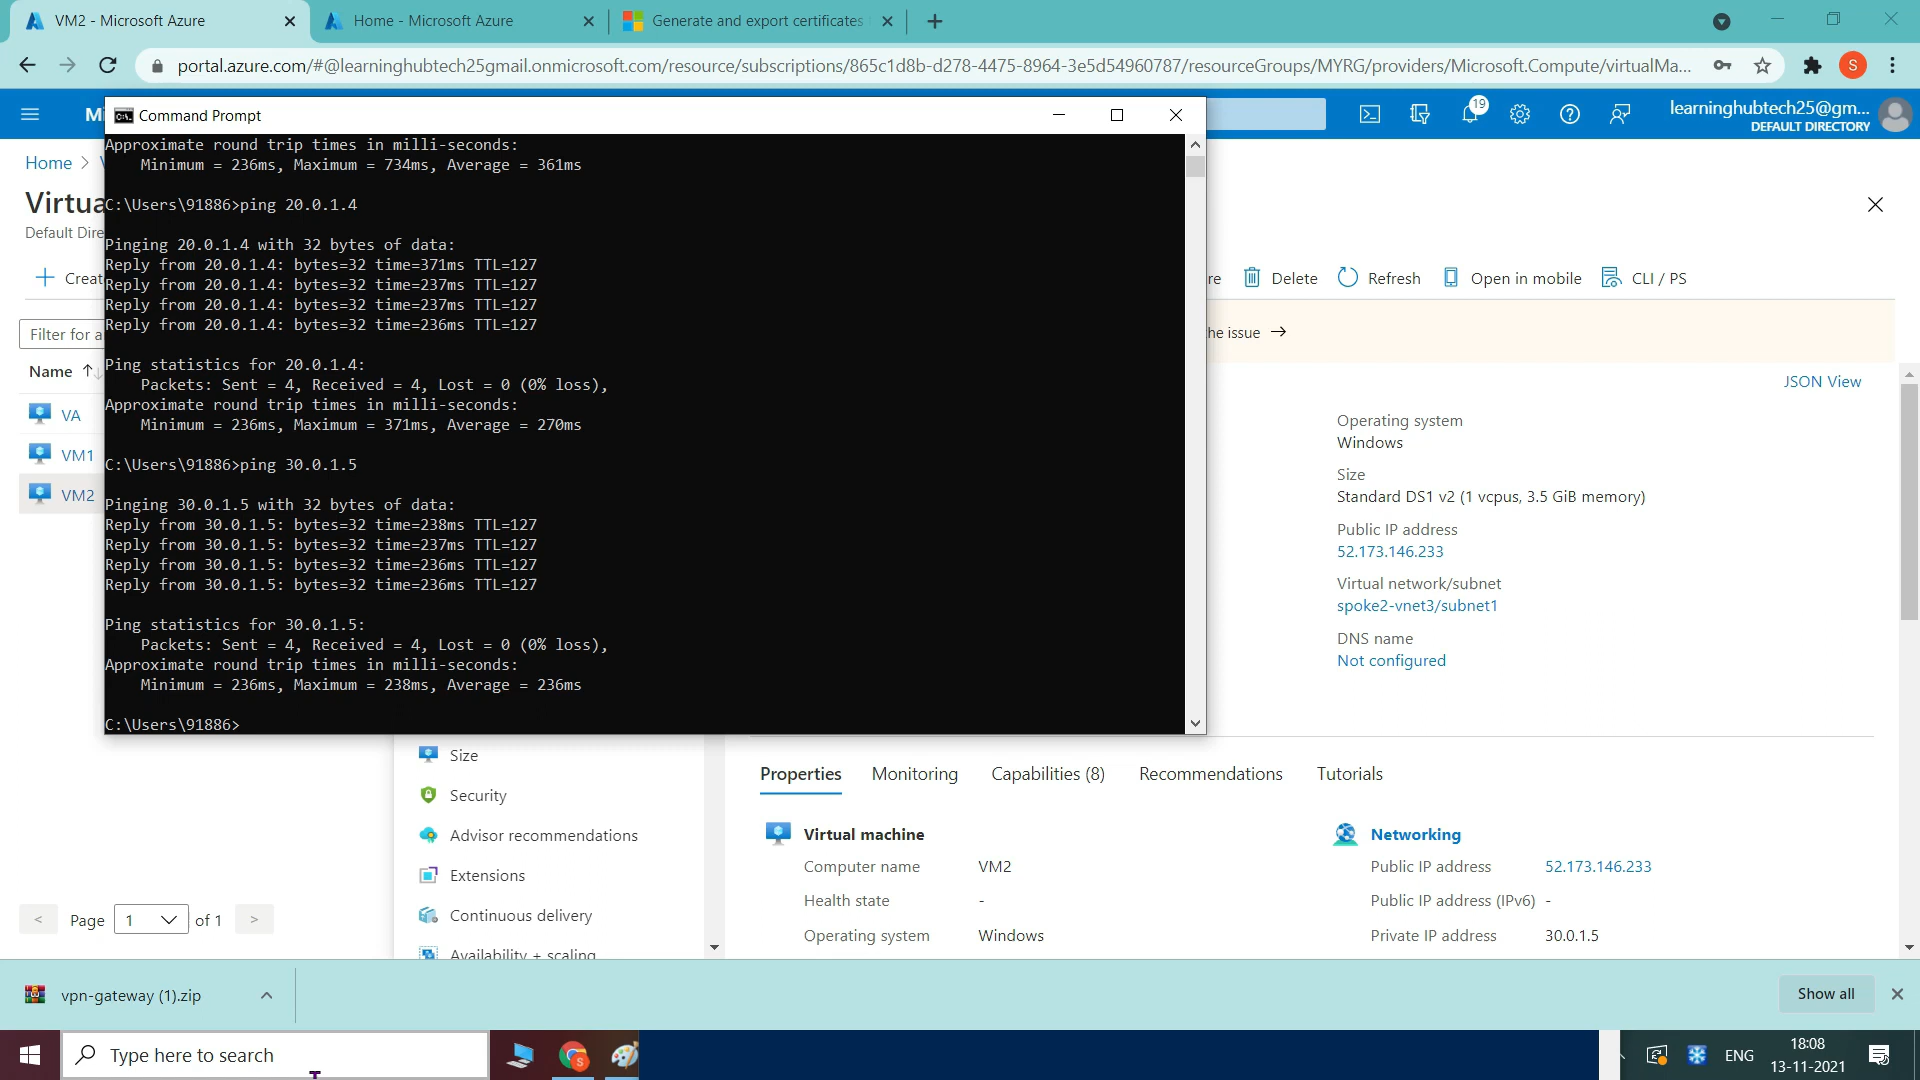 VM2 - Microsoft Azure
Home - Microsoft Azure
Generate and export certificates
portal.azure.com/#@learninghubtech25gmail.onmicrosoft.com/resource/subscriptions/865c1d8b-d278-4475-8964-3e5d54960787/resourceGroups/MYRG/providers/Microsoft.Compute/virtualMa...
S
Mi
Command Prompt
19
learninghubtech25@gm...
DEFAULT DIRECTORY
Home >
Virtua
Default Dire
Creat
Filter for a
Name
VA
VM1
VM2
Approximate round trip times in milli-seconds:
Minimum = 236ms, Maximum = 734ms, Average = 361ms
C:\Users\91886>ping 20.0.1.4
Pinging 20.0.1.4 with 32 bytes of data:
Reply from 20.0.1.4: bytes=32 time=371ms TTL=127
Reply from 20.0.1.4: bytes=32 time=237ms TTL=127
Reply from 20.0.1.4: bytes=32 time=237ms TTL=127
Reply from 20.0.1.4: bytes=32 time=236ms TTL=127
Ping statistics for 20.0.1.4:
Packets: Sent = 4, Received = 4, Lost = 0 (0% loss),
Approximate round trip times in milli-seconds:
Minimum = 236ms, Maximum = 371ms, Average = 270ms
C:\Users\91886>ping 30.0.1.5
Pinging 30.0.1.5 with 32 bytes of data:
Reply from 30.0.1.5: bytes=32 time=238ms TTL=127
Reply from 30.0.1.5: bytes=32 time=237ms TTL=127
Reply from 30.0.1.5: bytes=32 time=236ms TTL=127
Reply from 30.0.1.5: bytes=32 time=236ms TTL=127
Ping statistics for 30.0.1.5:
Packets: Sent = 4, Received = 4, Lost = 0 (0% loss),
Approximate round trip times in milli-seconds:
Minimum = 236ms, Maximum = 238ms, Average = 236ms
C:\Users\91886>
re Delete Refresh Open in mobile CLI / PS
he issue →
JSON View
Operating system
Windows
Size
Standard DS1 v2 (1 vcpus, 3.5 GiB memory)
Public IP address
52.173.146.233
Virtual network/subnet
spoke2-vnet3/subnet1
DNS name
Not configured
Size
Security
Advisor recommendations
Extensions
Continuous delivery
Availability + scaling
Properties Monitoring Capabilities (8) Recommendations Tutorials
Virtual machine
Computer name VM2
Health state -
Operating system Windows
Networking
Public IP address 52.173.146.233
Public IP address (IPv6) -
Private IP address 30.0.1.5
< Page 1 of 1 >
vpn-gateway (1).zip
Show all
Type here to search
S
ENG
18:08
13-11-2021